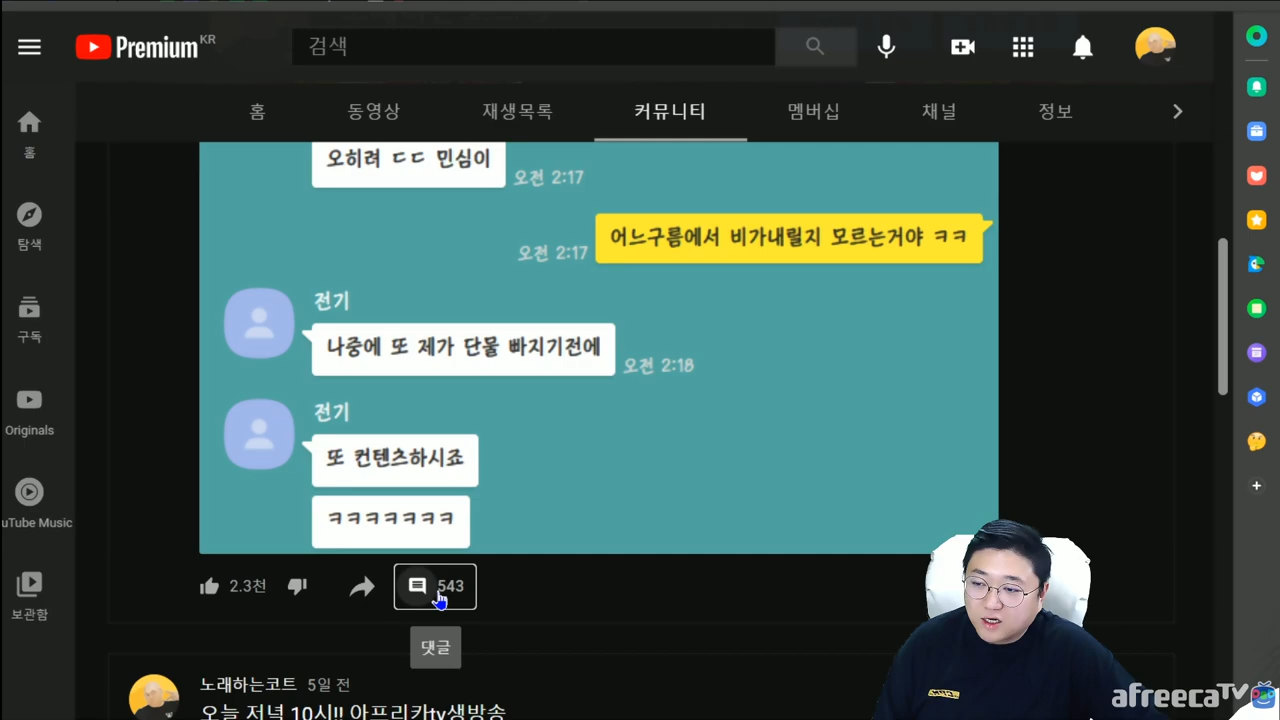 Premium KR
검색
홈
동영상
재생목록
커뮤니티
멤버십
채널
정보
홈
탐색
구독
Originals
uTube Music
보관함
오히려 ㄷㄷ 민심이
오전 2:17
어느구름에서 비가내릴지 모르는거야 ㅋㅋ
오전 2:17
전기
나중에 또 제가 단물 빠지기전에
오전 2:18
전기
또 컨텐츠하시죠
ㅋㅋㅋㅋㅋㅋㅋ
2.3천
543
댓글
노래하는코트 5일 전
오늘 저녁 10시!! 아프리카tv생방송
afreecaTV